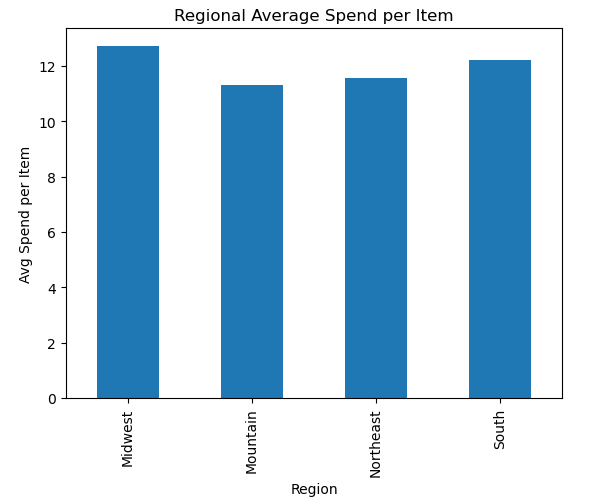 Regional Average Spend per Item
Avg Spend per Item
12
10
8
6
4
2
0
Midwest
Mountain
Northeast
South
Region